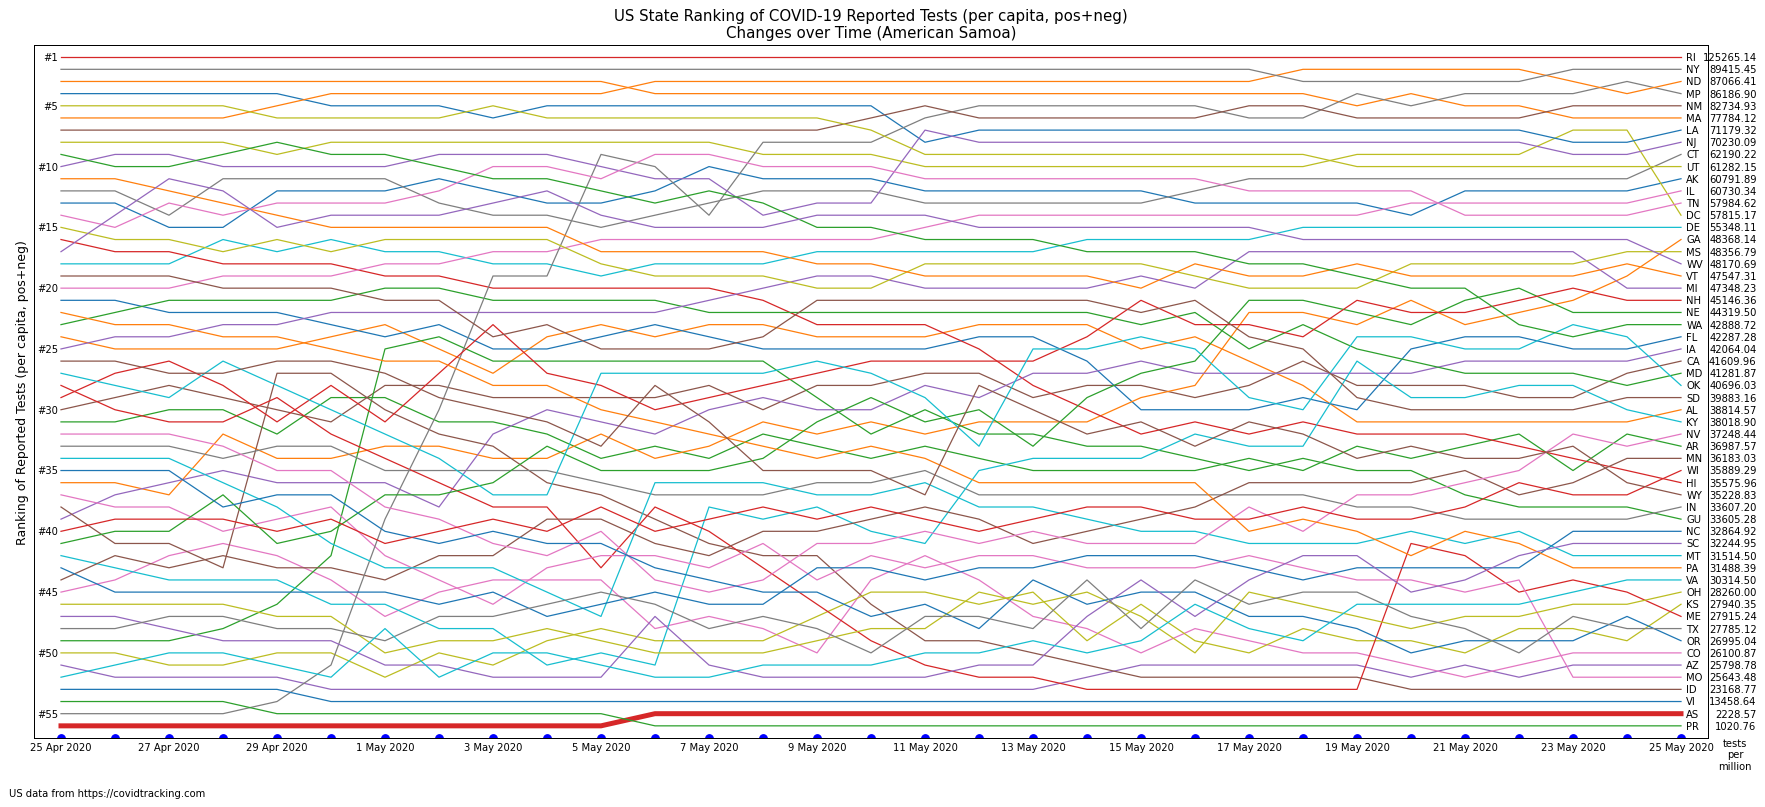 US State Ranking of COVID-19 Reported Tests (per capita, pos+neg)
Changes over Time (American Samoa)
Ranking of Reported Tests (per capita, pos+neg)
#1
#5
#10
#15
#20
#25
#30
#35
#40
#45
#50
#55
RI 125265.14
NY 89415.45
ND 87066.41
MP 86186.90
NM 82734.93
MA 77784.12
LA 71179.32
NJ 70230.09
CT 62190.22
UT 61282.15
AK 60791.89
IL 60730.34
TN 57984.62
DC 57815.17
DE 55348.11
GA 48368.14
MS 48356.79
WV 48170.69
VT 47547.31
MI 47348.23
NH 45146.36
NE 44319.50
WA 42888.72
FL 42287.28
IA 42064.04
CA 41609.96
MD 41281.87
OK 40696.03
SD 39883.16
AL 38814.57
KY 38018.90
NV 37248.44
AR 36987.57
MN 36183.03
WI 35889.29
HI 35575.96
WY 35228.83
IN 33607.20
GU 33605.28
NC 32864.92
SC 32244.95
MT 31514.50
PA 31488.39
VA 30314.50
OH 28260.00
KS 27940.35
ME 27915.24
TX 27785.12
OR 26995.04
CO 26100.87
AZ 25798.78
MO 25643.48
ID 23168.77
VI 13458.64
AS 2228.57
PR 1020.76
25 Apr 2020
27 Apr 2020
29 Apr 2020
1 May 2020
3 May 2020
5 May 2020
7 May 2020
9 May 2020
11 May 2020
13 May 2020
15 May 2020
17 May 2020
19 May 2020
21 May 2020
23 May 2020
25 May 2020
tests
per
million
US data from https://covidtracking.com